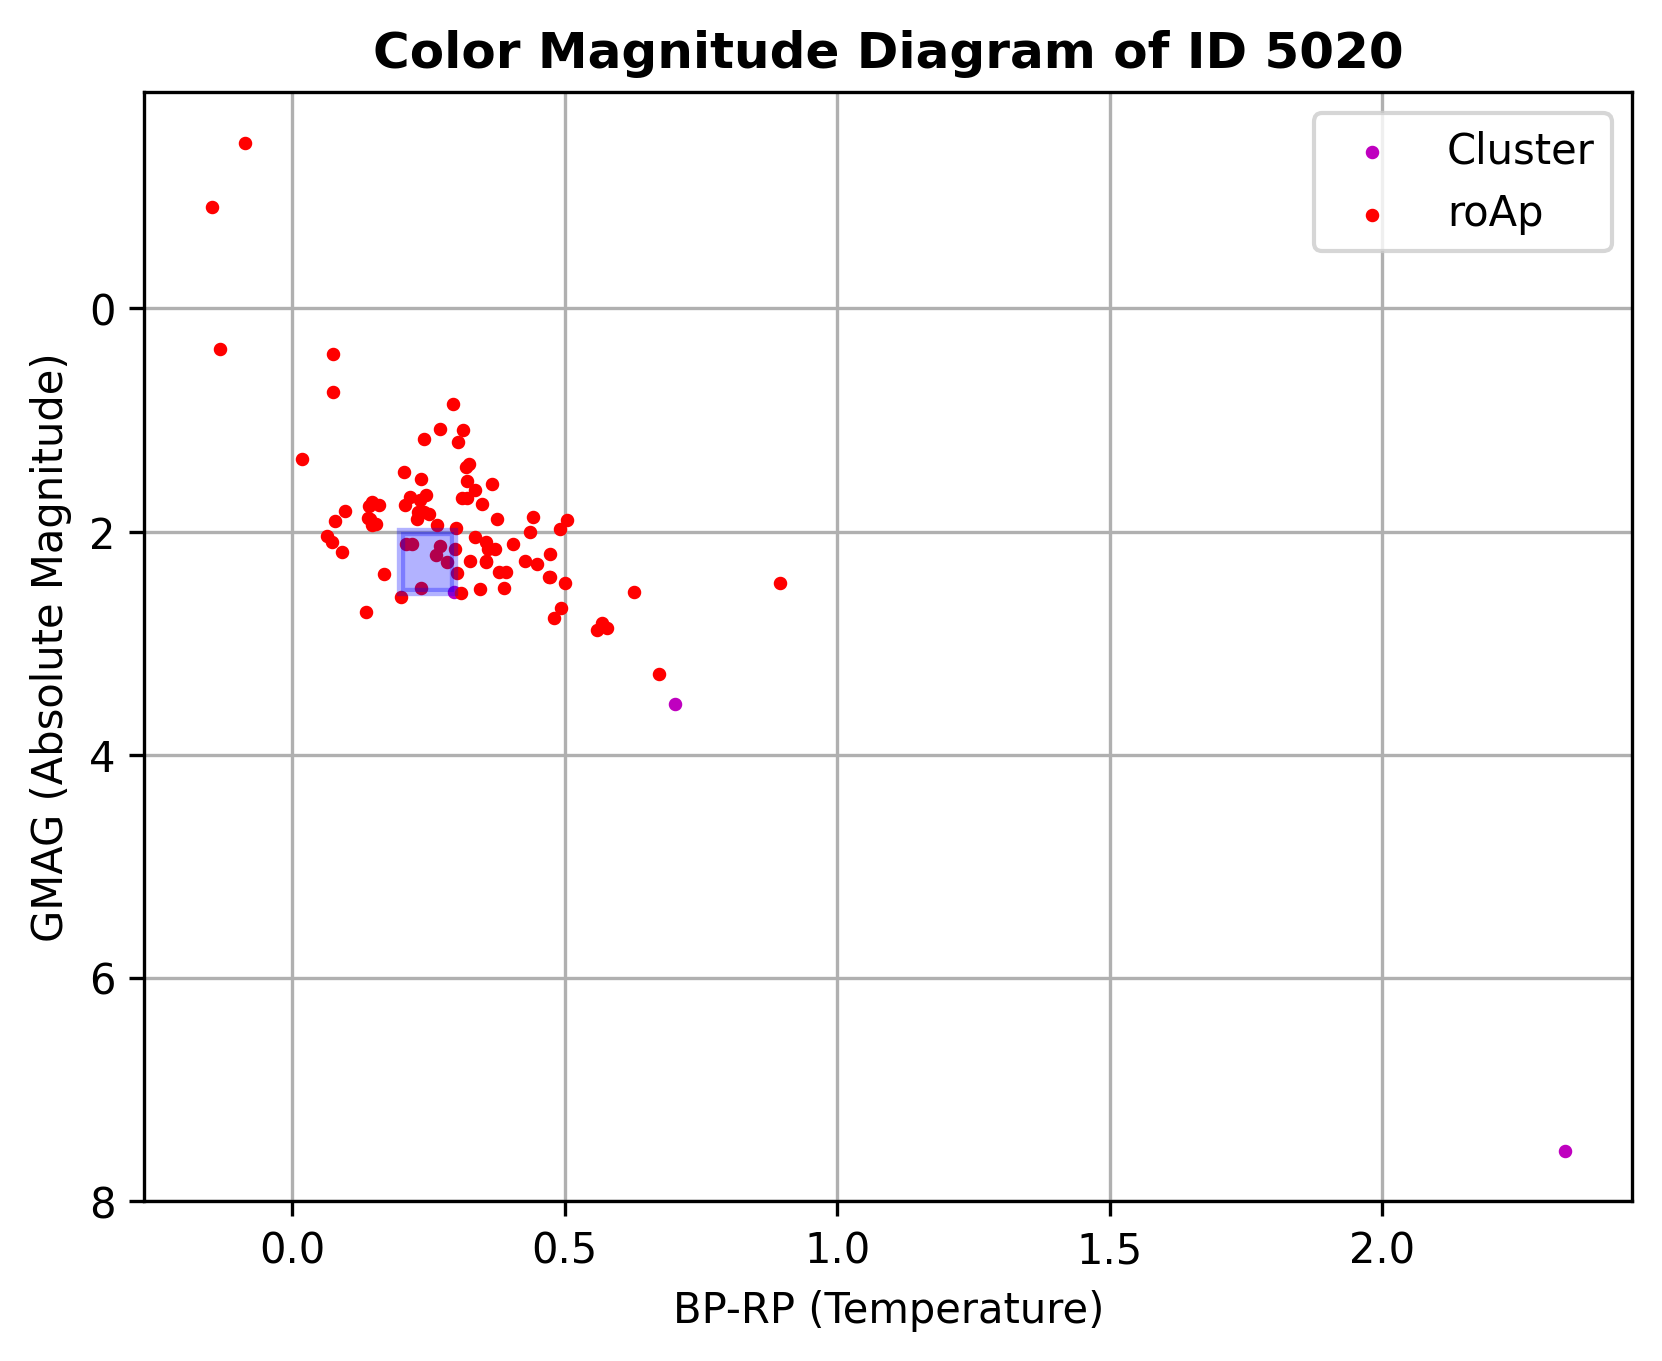 Color Magnitude Diagram of ID 5020
Cluster
roAp
GMAG (Absolute Magnitude)
0
2
4
6
8
0.0 0.5 1.0 1.5 2.0
BP-RP (Temperature)